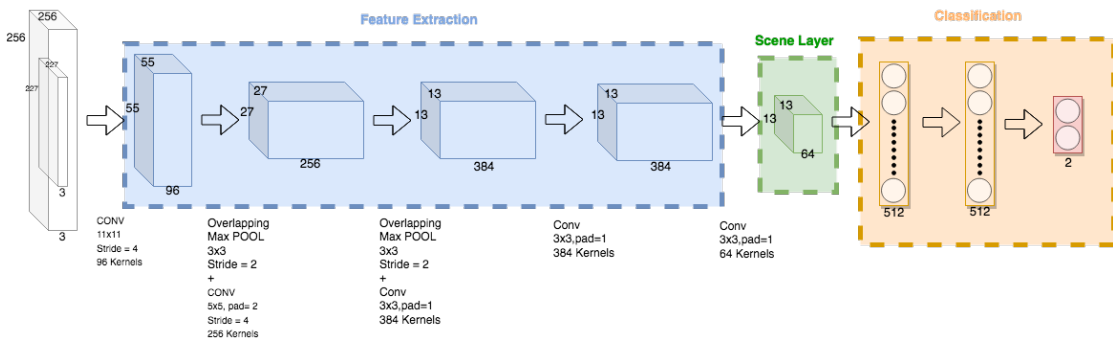 Feature Extraction
Classification
Scene Layer
256
256
227
227
3
3
55
55
96
27
27
256
13
13
384
13
13
384
13
13
64
512
512
2
CONV
11x11
Stride = 4
96 Kernels
Overlapping
Max POOL
3x3
Stride = 2
+
CONV
5x5, pad= 2
Stride = 4
256 Kernels
Overlapping
Max POOL
3x3
Stride = 2
+
Conv
3x3,pad=1
384 Kernels
Conv
3x3,pad=1
384 Kernels
Conv
3x3,pad=1
64 Kernels